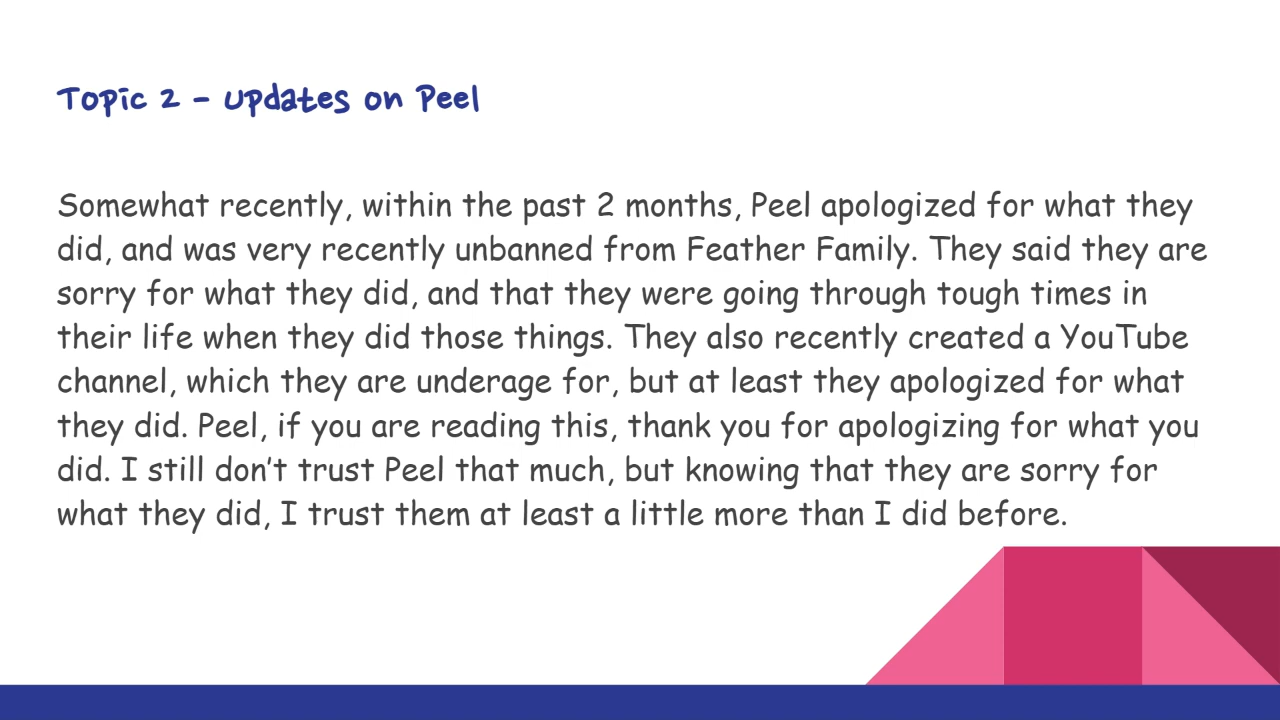 Topic 2 - Updates on Peel
Somewhat recently, within the past 2 months, Peel apologized for what they
did, and was very recently unbanned from Feather Family. They said they are
sorry for what they did, and that they were going through tough times in
their life when they did those things. They also recently created a YouTube
channel, which they are underage for, but at least they apologized for what
they did. Peel, if you are reading this, thank you for apologizing for what you
did. I still don’t trust Peel that much, but knowing that they are sorry for
what they did, I trust them at least a little more than I did before.